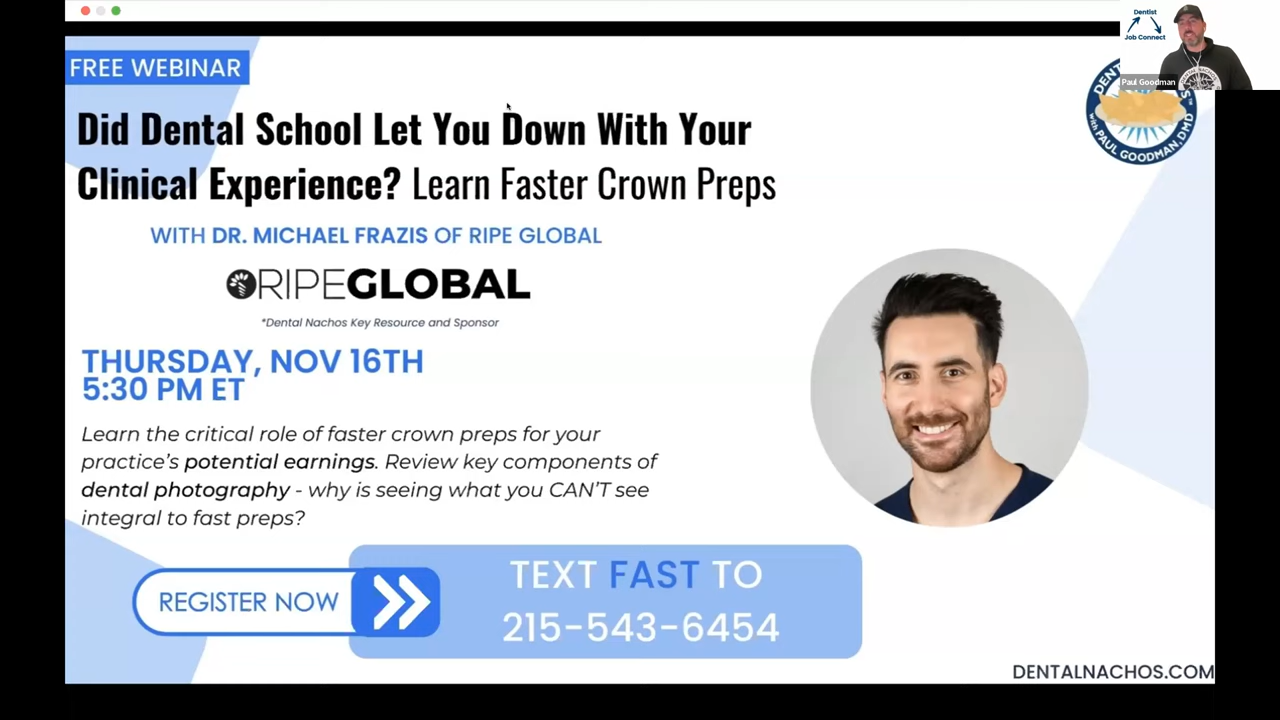 FREE WEBINAR
Did Dental School Let You Down With Your
Clinical Experience? Learn Faster Crown Preps
WITH DR. MICHAEL FRAZIS OF RIPE GLOBAL
RIPEGLOBAL
*Dental Nachos Key Resource and Sponsor
THURSDAY, NOV 16TH
5:30 PM ET
Learn the critical role of faster crown preps for your
practice's potential earnings. Review key components of
dental photography - why is seeing what you CAN'T see
integral to fast preps?
REGISTER NOW
TEXT FAST TO
215-543-6454
DENTALNACHOS.COM
Dentist
Job Connect
Paul Goodman
with PAUL GOODMAN, DMD